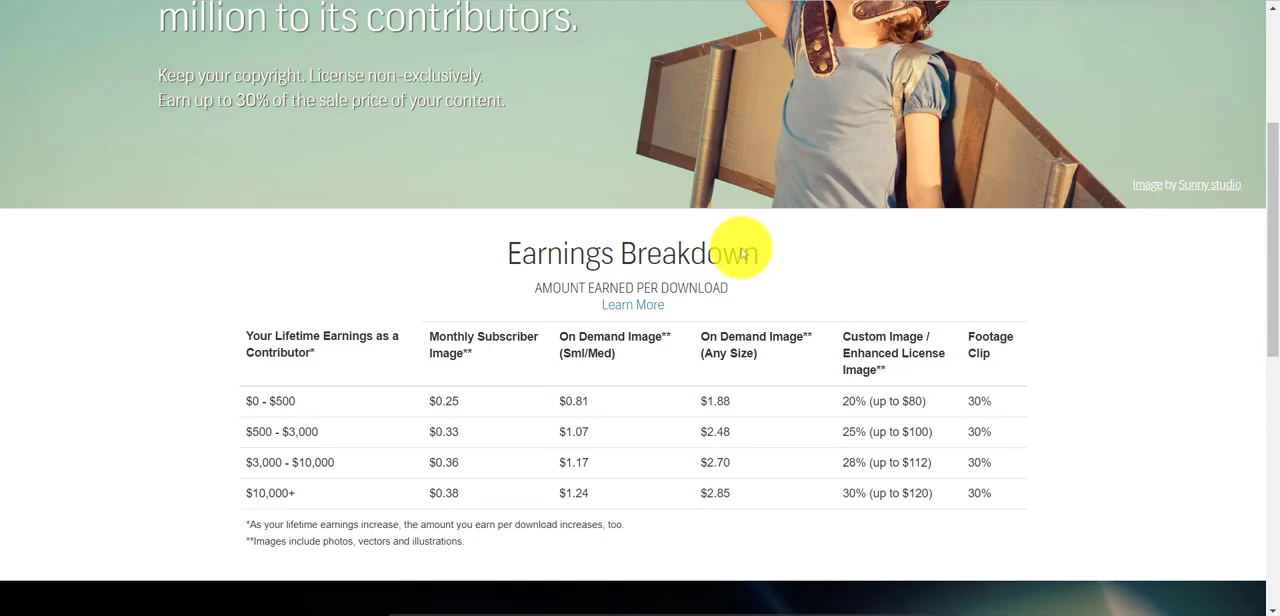 million to its contributors.
Keep your copyright. License non-exclusively.
Earn up to 30% of the sale price of your content.
Image by Sunny studio
Earnings Breakdown
AMOUNT EARNED PER DOWNLOAD
Learn More
Your Lifetime Earnings as a Contributor* Monthly Subscriber Image** On Demand Image** (Sml/Med) On Demand Image** (Any Size) Custom Image / Enhanced License Image** Footage Clip
$0 - $500 $0.25 $0.81 $1.88 20% (up to $80) 30%
$500 - $3,000 $0.33 $1.07 $2.48 25% (up to $100) 30%
$3,000 - $10,000 $0.36 $1.17 $2.70 28% (up to $112) 30%
$10,000+ $0.38 $1.24 $2.85 30% (up to $120) 30%
*As your lifetime earnings increase, the amount you earn per download increases, too.
**Images include photos, vectors and illustrations.